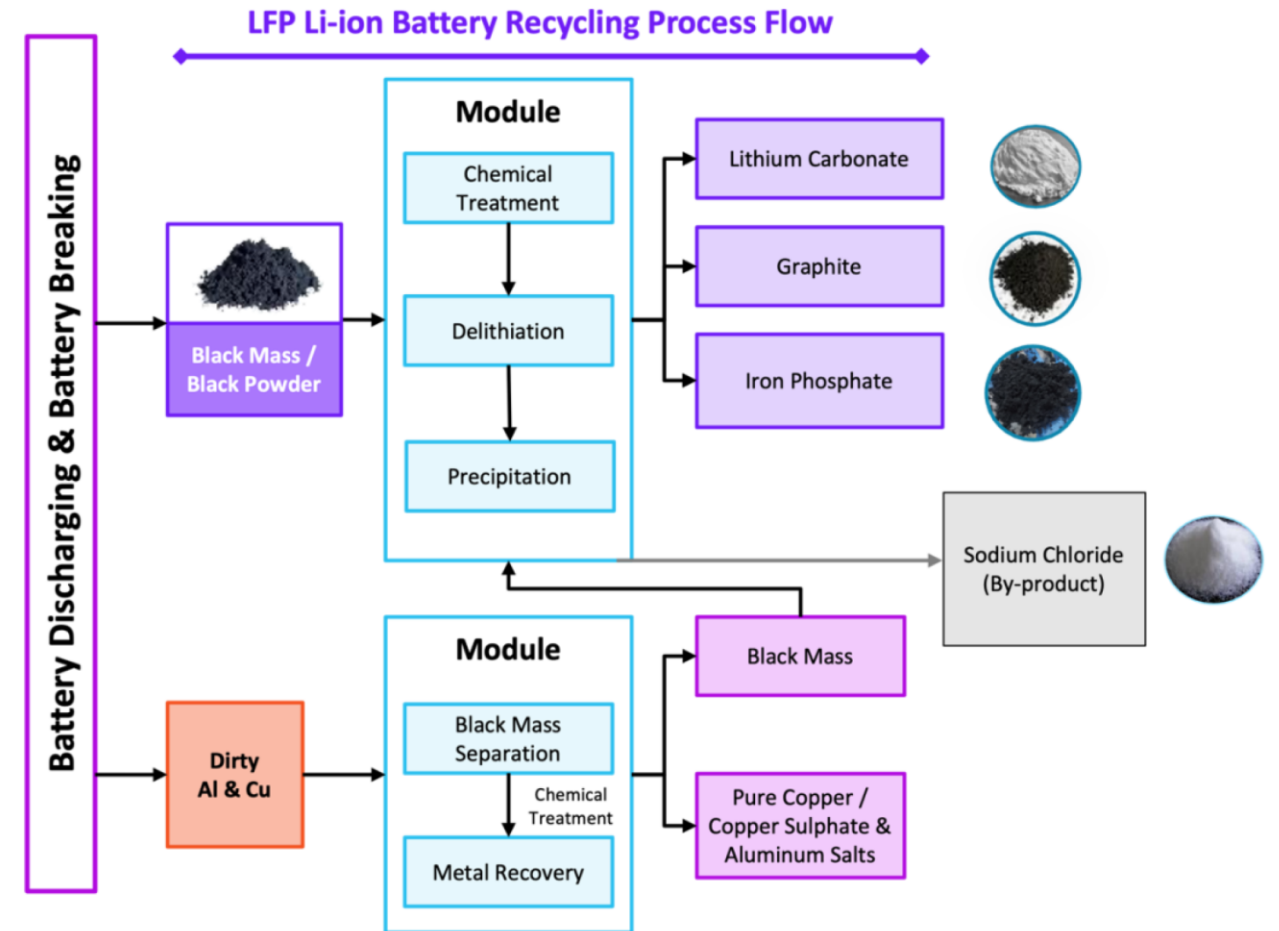 LFP Li-ion Battery Recycling Process Flow
Battery Discharging & Battery Breaking
Black Mass /
Black Powder
Module
Chemical
Treatment
Delithiation
Precipitation
Lithium Carbonate
Graphite
Iron Phosphate
Sodium Chloride
(By-product)
Dirty
Al & Cu
Module
Black Mass
Separation
Chemical
Treatment
Metal Recovery
Black Mass
Pure Copper /
Copper Sulphate &
Aluminum Salts